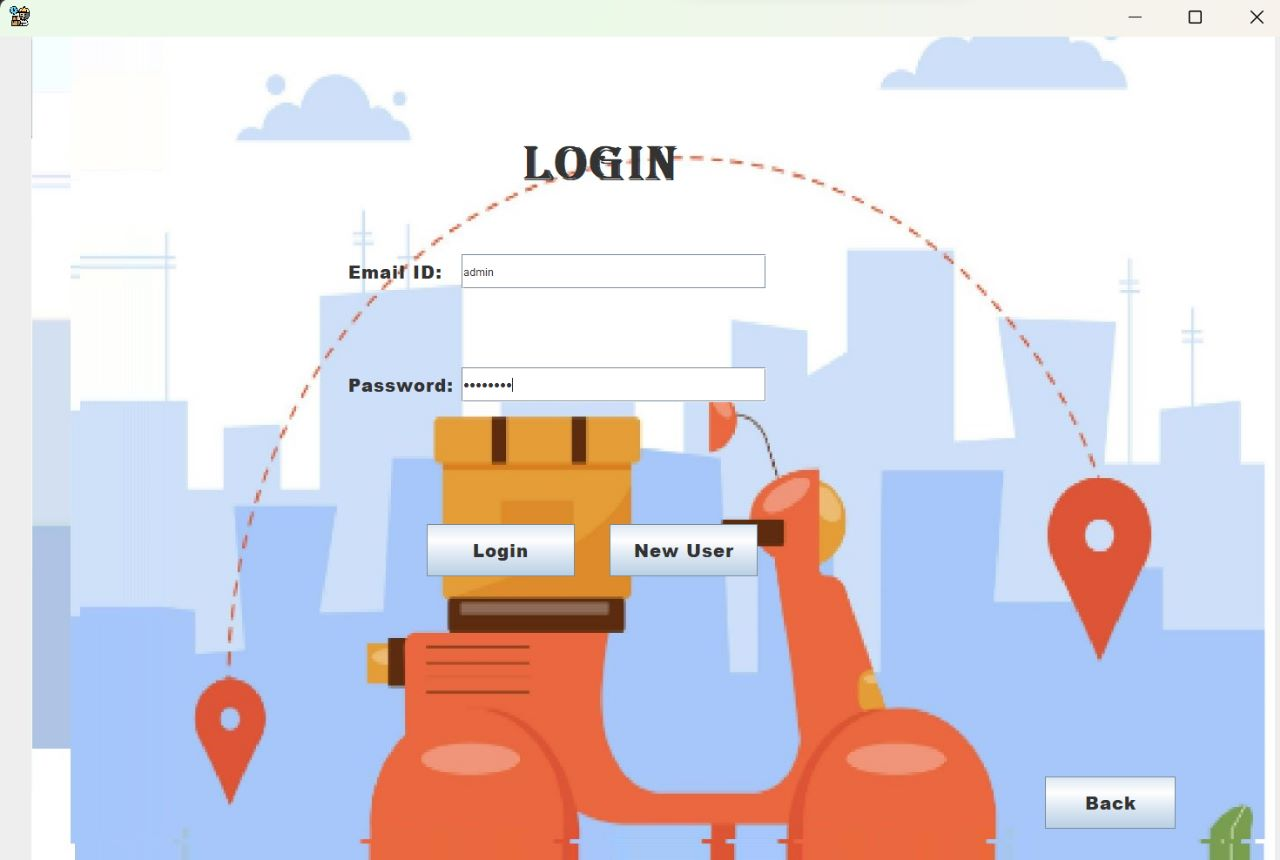 LOGIN
Email ID: admin
Password: ••••••••
Login New User
Back